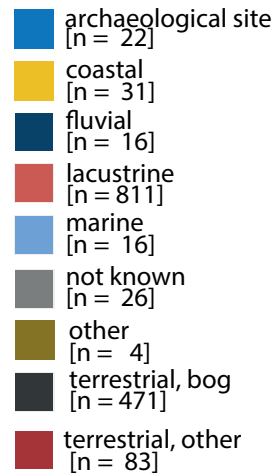 archaeological site
[n = 22]
coastal
[n = 31]
fluvial
[n = 16]
lacustrine
[n = 811]
marine
[n = 16]
not known
[n = 26]
other
[n = 4]
terrestrial, bog
[n = 471]
terrestrial, other
[n = 83]